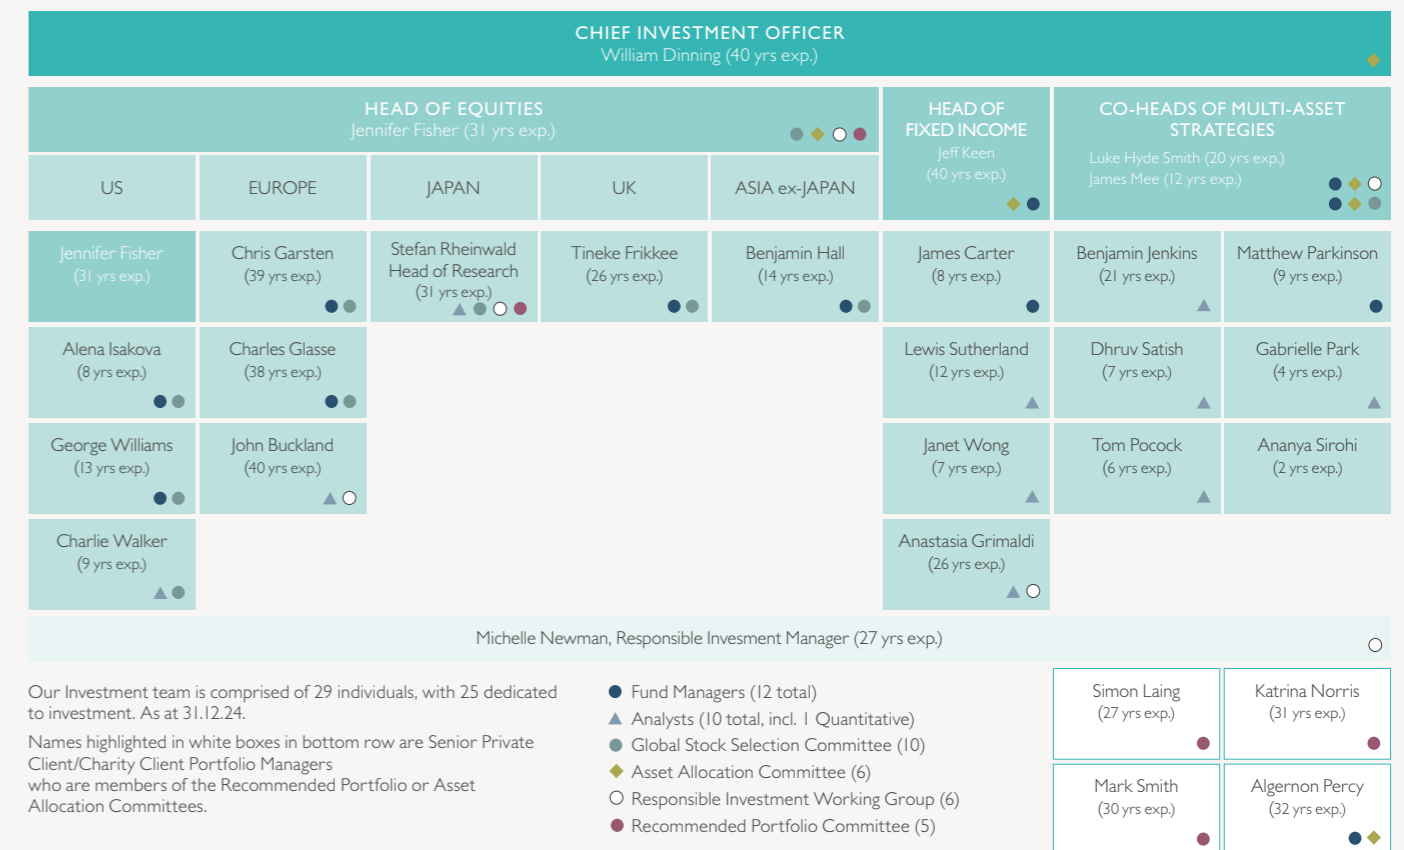 CHIEF INVESTMENT OFFICER
William Dinning (40 yrs exp.)
HEAD OF EQUITIES
Jennifer Fisher (31 yrs exp.)
HEAD OF
FIXED INCOME
Jeff Keen
(40 yrs exp.)
CO-HEADS OF MULTI-ASSET
STRATEGIES
Luke Hyde Smith (20 yrs exp.)
James Mee (12 yrs exp.)
US
EUROPE
JAPAN
UK
ASIA ex-JAPAN
Jennifer Fisher
(31 yrs exp.)
Chris Garsten
(39 yrs exp.)
Stefan Rheinwald
Head of Research
(31 yrs exp.)
Tineke Frikkee
(26 yrs exp.)
Benjamin Hall
(14 yrs exp.)
James Carter
(8 yrs exp.)
Benjamin Jenkins
(21 yrs exp.)
Matthew Parkinson
(9 yrs exp.)
Alena Isakova
(8 yrs exp.)
Charles Glasse
(38 yrs exp.)
Lewis Sutherland
(12 yrs exp.)
Dhruv Satish
(7 yrs exp.)
Gabrielle Park
(4 yrs exp.)
George Williams
(13 yrs exp.)
John Buckland
(40 yrs exp.)
Janet Wong
(7 yrs exp.)
Tom Pocock
(6 yrs exp.)
Ananya Sirohi
(2 yrs exp.)
Charlie Walker
(9 yrs exp.)
Anastasia Grimaldi
(26 yrs exp.)
Michelle Newman, Responsible Invesment Manager (27 yrs exp.)
Our Investment team is comprised of 29 individuals, with 25 dedicated
to investment. As at 31.12.24.
Names highlighted in white boxes in bottom row are Senior Private
Client/Charity Client Portfolio Managers
who are members of the Recommended Portfolio or Asset
Allocation Committees.
Fund Managers (12 total)
Analysts (10 total, incl. 1 Quantitative)
Global Stock Selection Committee (10)
Asset Allocation Committee (6)
Responsible Investment Working Group (6)
Recommended Portfolio Committee (5)
Simon Laing
(27 yrs exp.)
Katrina Norris
(31 yrs exp.)
Mark Smith
(30 yrs exp.)
Algernon Percy
(32 yrs exp.)